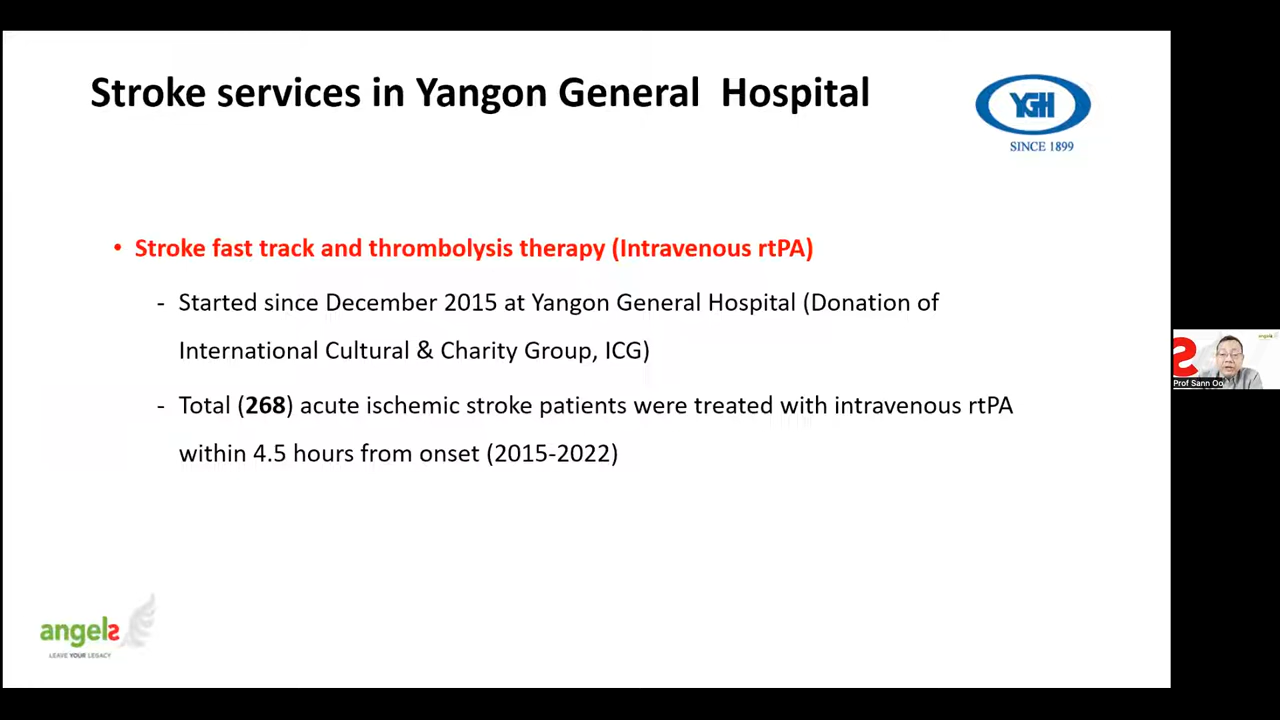 Stroke services in Yangon General Hospital
YGH
SINCE 1899
• Stroke fast track and thrombolysis therapy (Intravenous rtPA)
- Started since December 2015 at Yangon General Hospital (Donation of
International Cultural & Charity Group, ICG)
- Total (268) acute ischemic stroke patients were treated with intravenous rtPA
within 4.5 hours from onset (2015-2022)
angels
LEAVE YOUR LEGACY
angels
Prof Sann Oo